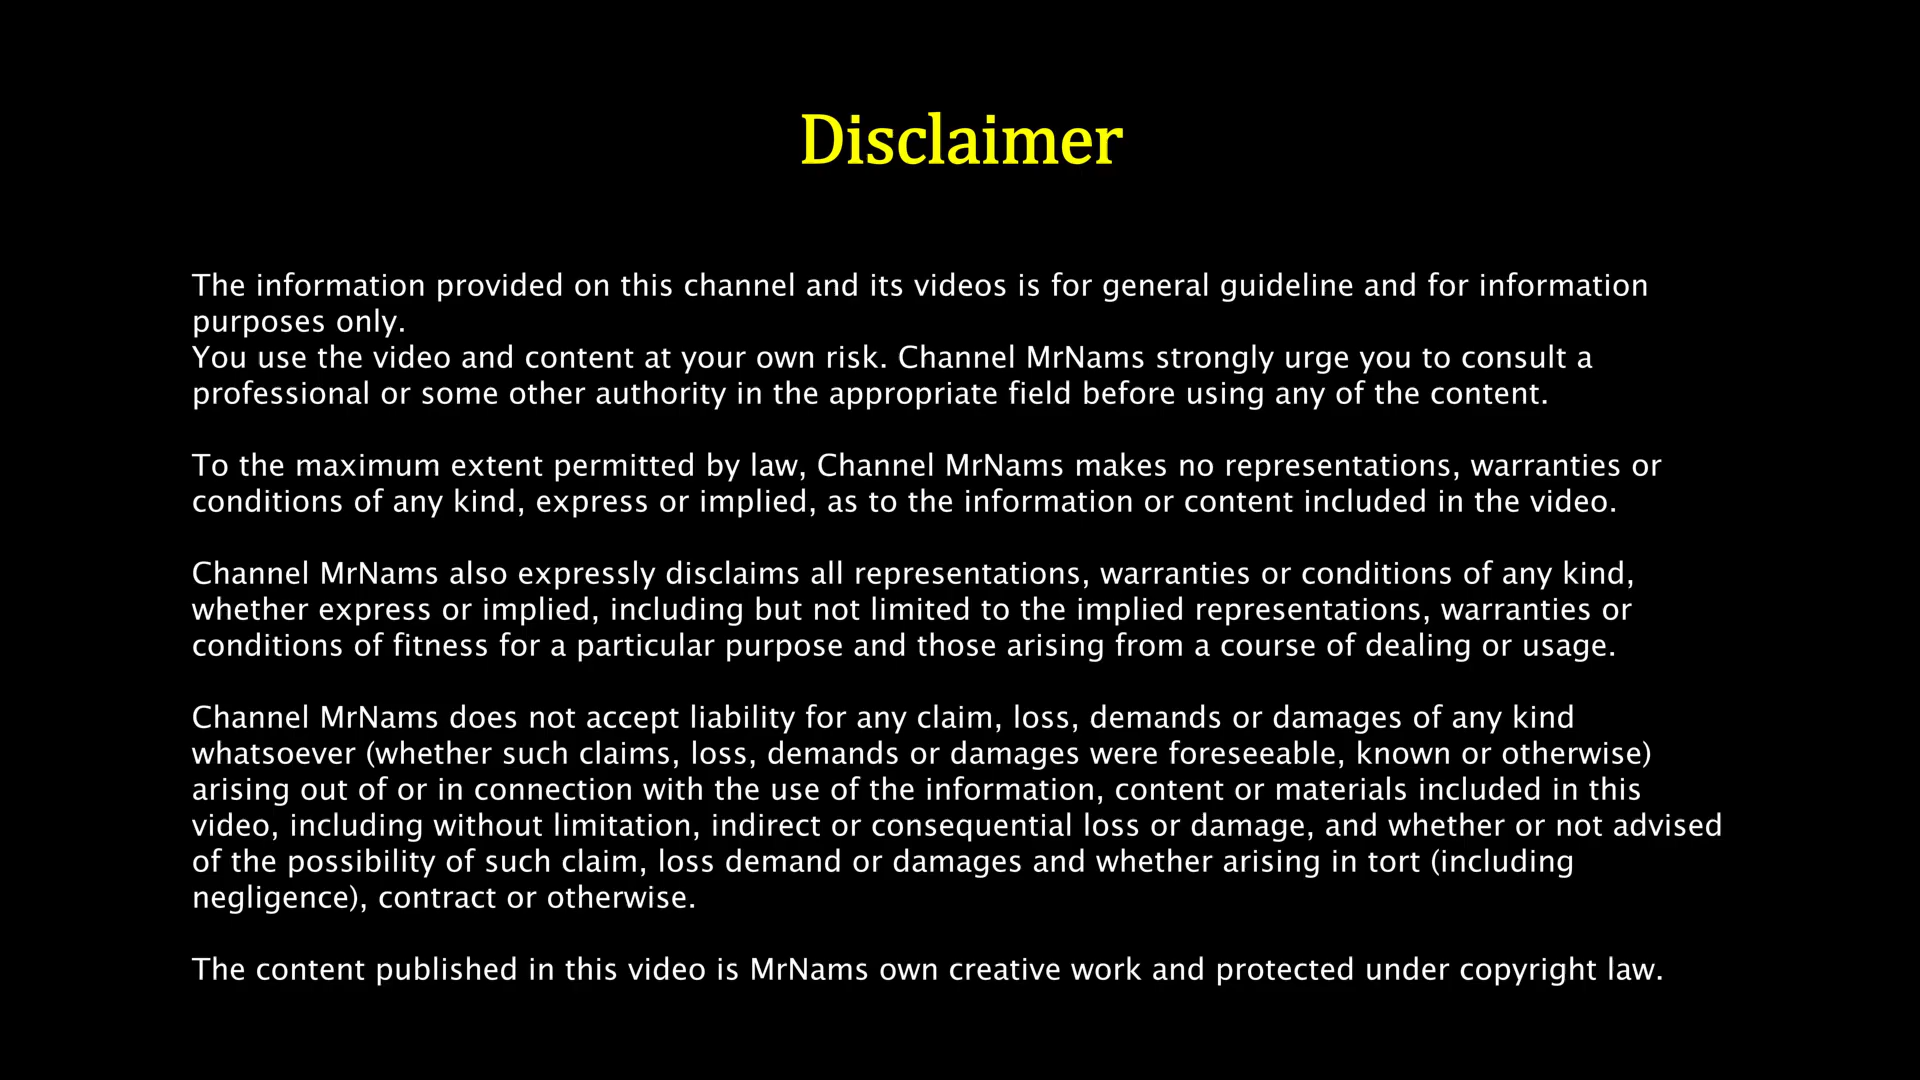 Disclaimer
The information provided on this channel and its videos is for general guideline and for information
purposes only.
You use the video and content at your own risk. Channel MrNams strongly urge you to consult a
professional or some other authority in the appropriate field before using any of the content.
To the maximum extent permitted by law, Channel MrNams makes no representations, warranties or
conditions of any kind, express or implied, as to the information or content included in the video.
Channel MrNams also expressly disclaims all representations, warranties or conditions of any kind,
whether express or implied, including but not limited to the implied representations, warranties or
conditions of fitness for a particular purpose and those arising from a course of dealing or usage.
Channel MrNams does not accept liability for any claim, loss, demands or damages of any kind
whatsoever (whether such claims, loss, demands or damages were foreseeable, known or otherwise)
arising out of or in connection with the use of the information, content or materials included in this
video, including without limitation, indirect or consequential loss or damage, and whether or not advised
of the possibility of such claim, loss demand or damages and whether arising in tort (including
negligence), contract or otherwise.
The content published in this video is MrNams own creative work and protected under copyright law.